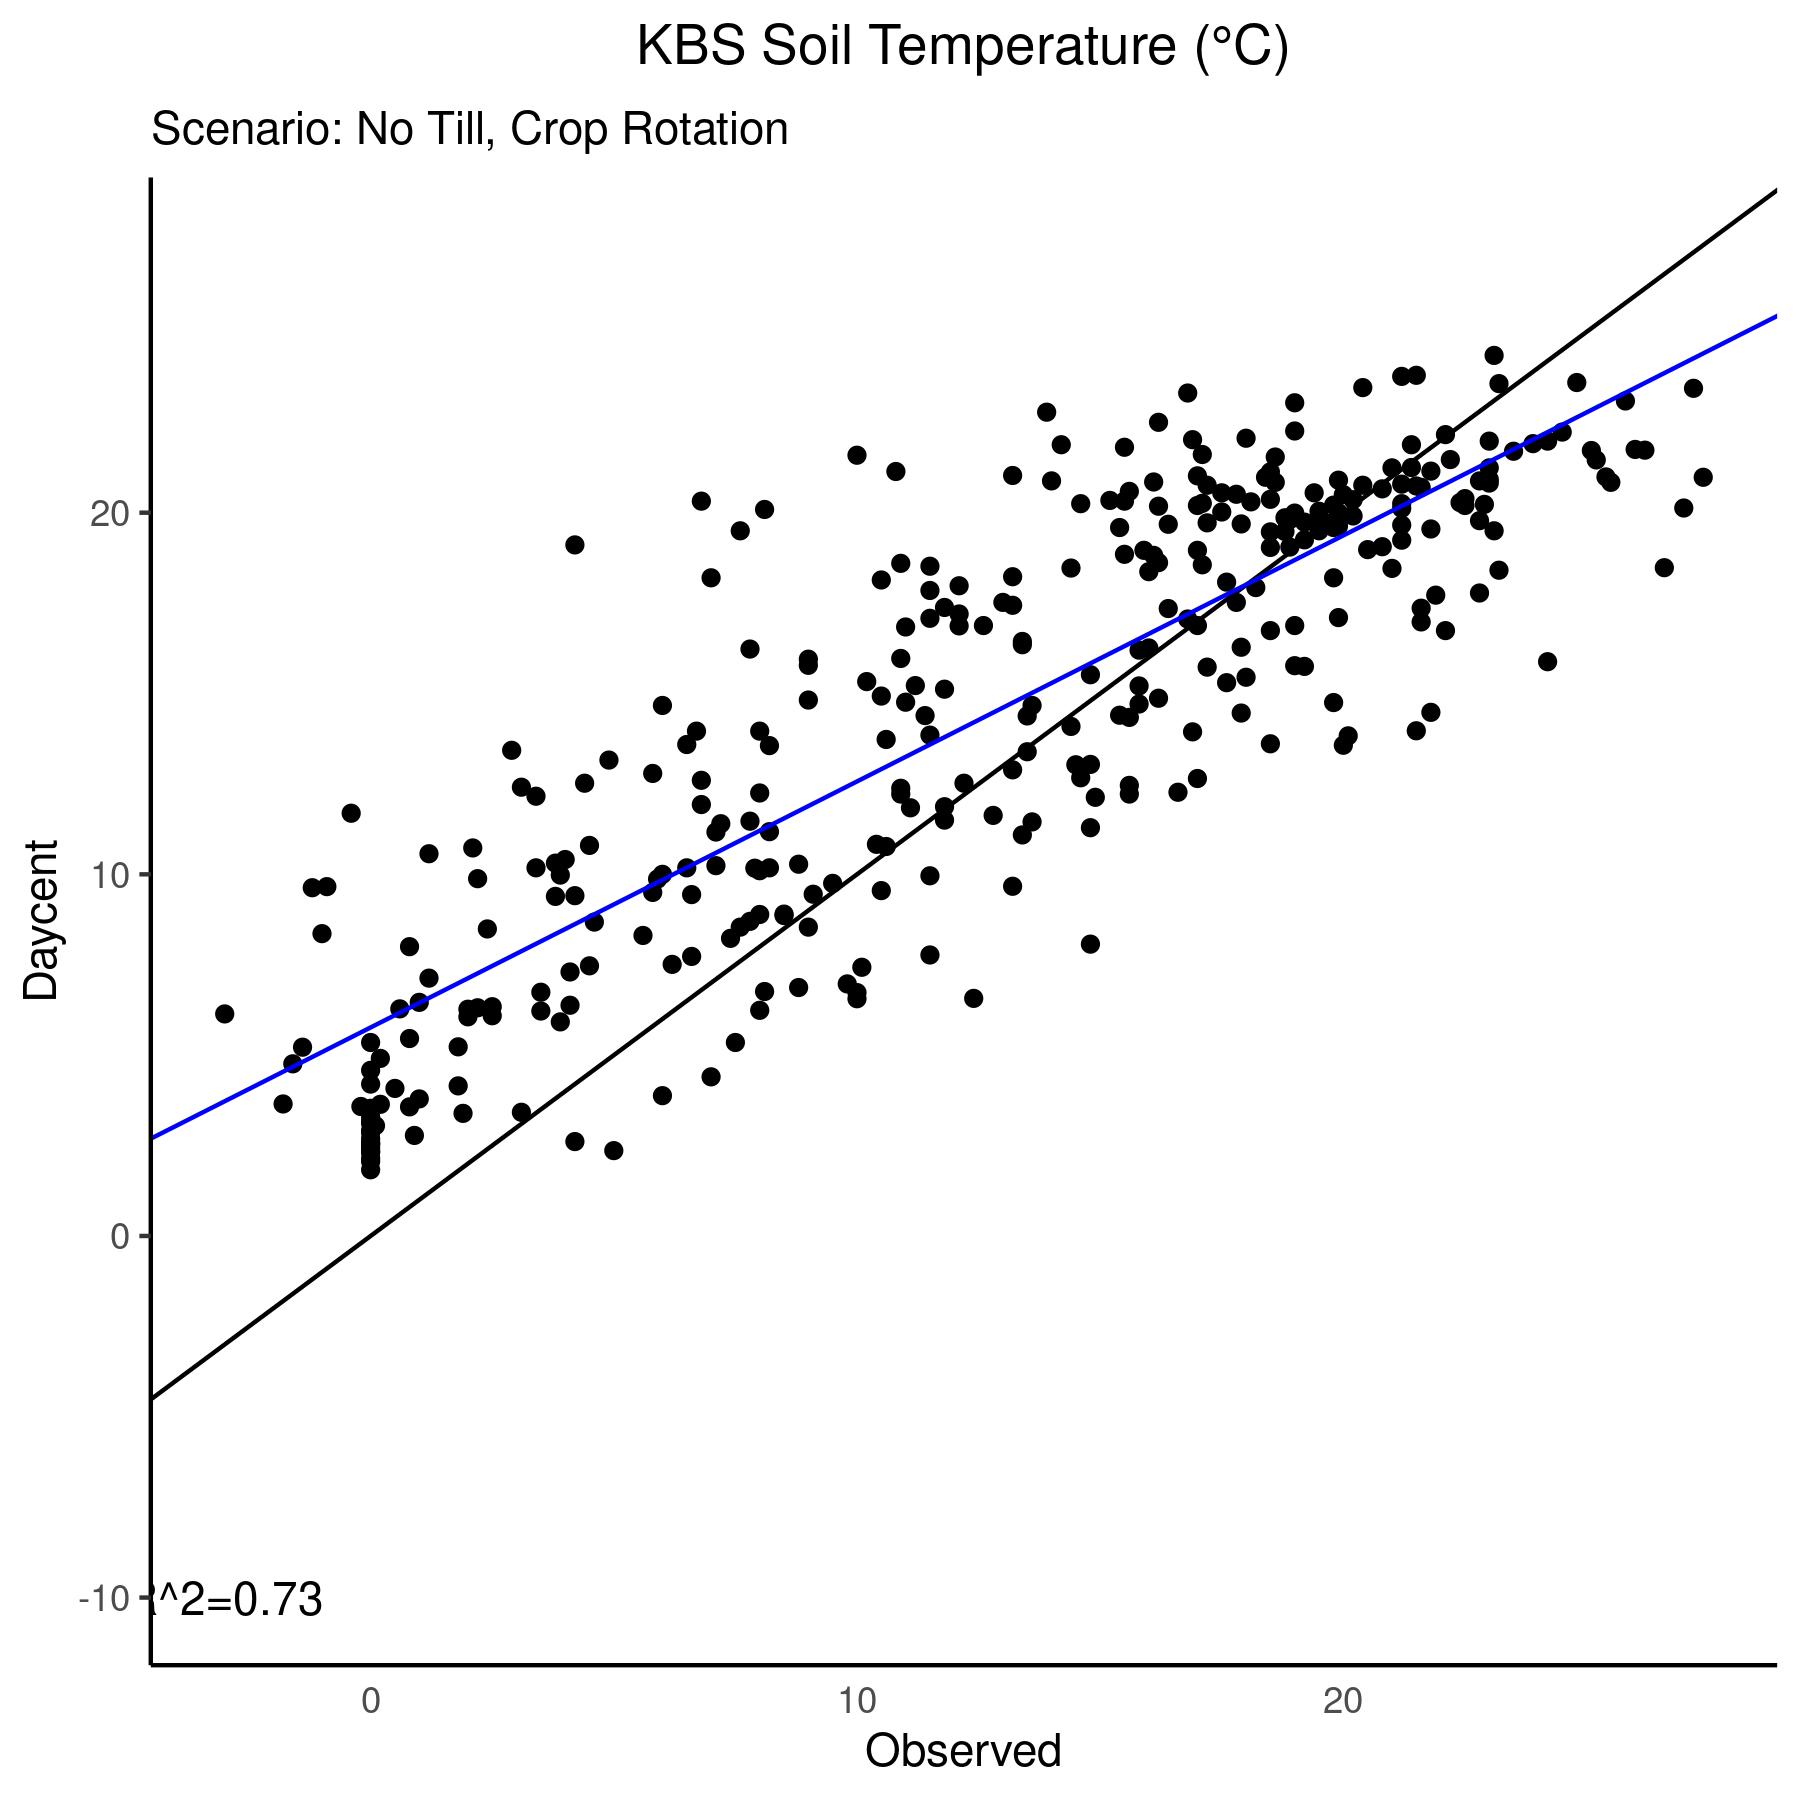 KBS Soil Temperature (°C)
Scenario: No Till, Crop Rotation
Daycent
20
10
0
-10
^2=0.73
0 10 20
Observed